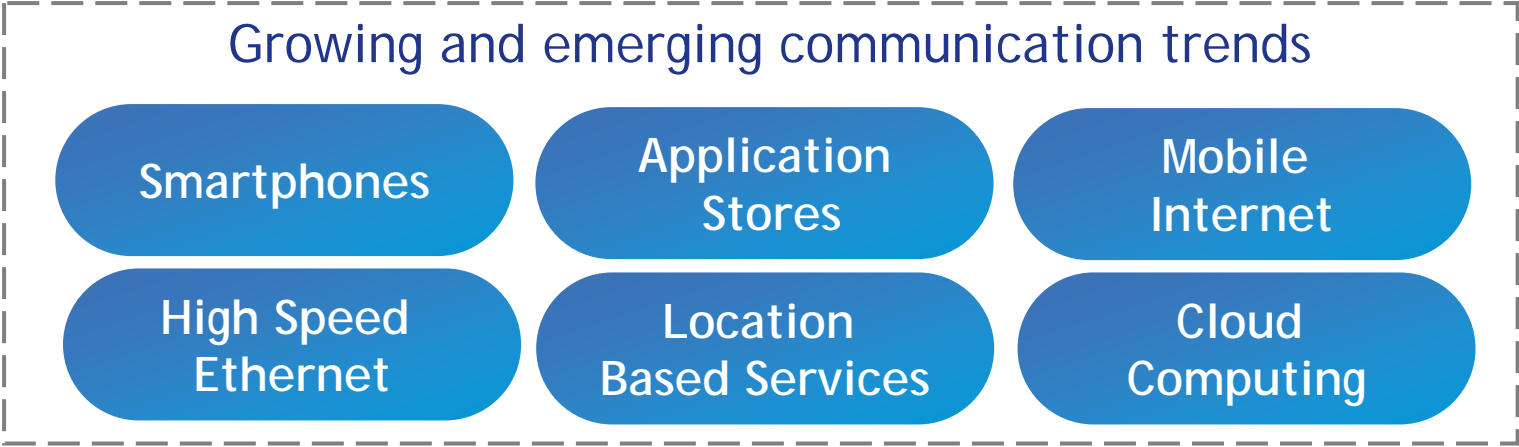 Growing and emerging communication trends
Smartphones
Application
Stores
Mobile
Internet
High Speed
Ethernet
Location
Based Services
Cloud
Computing